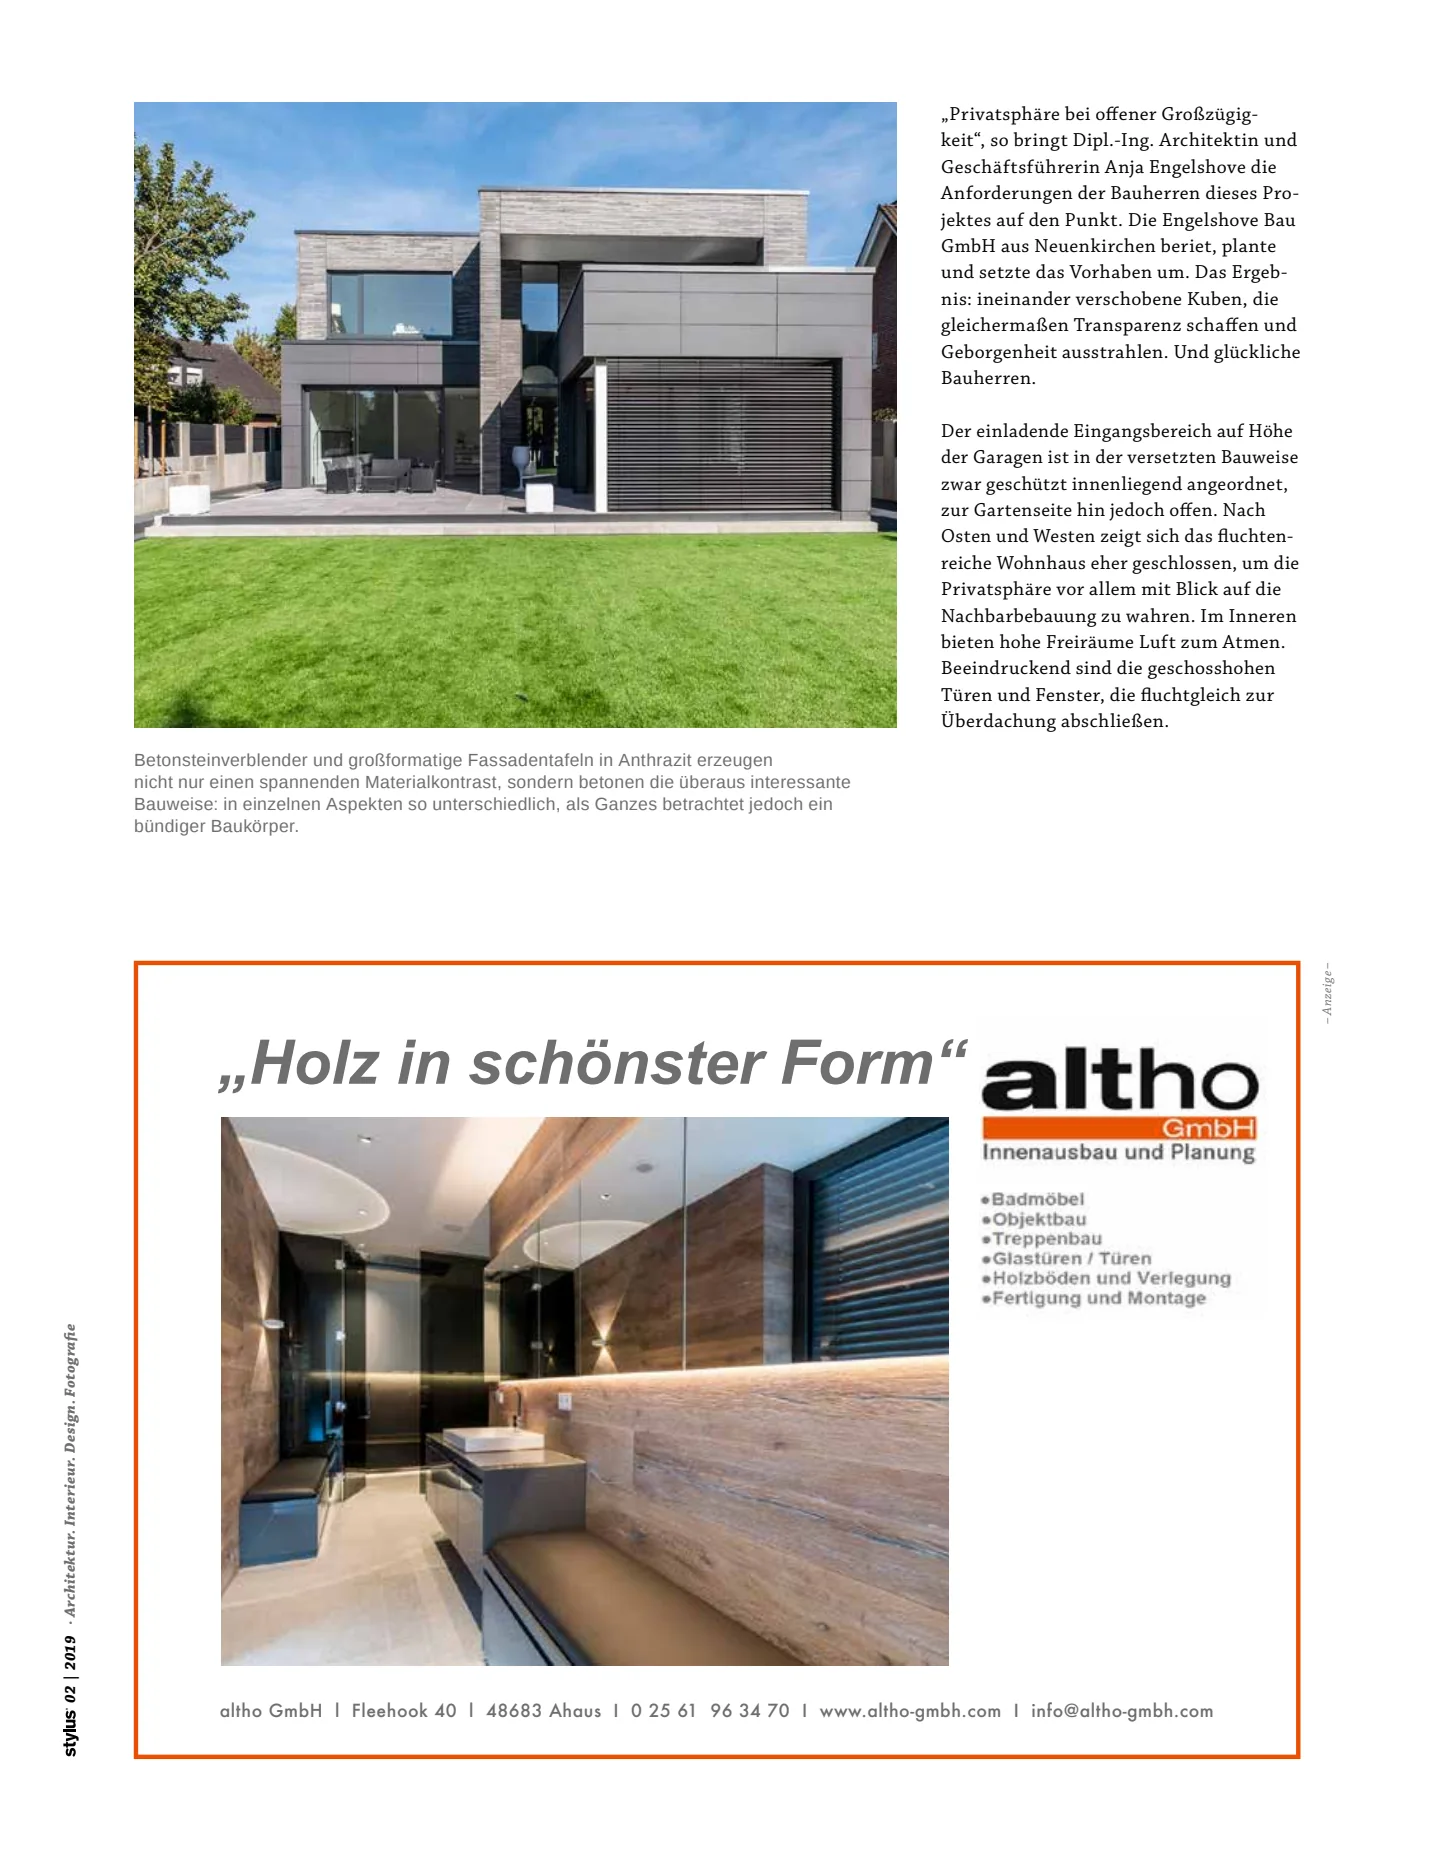 „Privatsphäre bei offener Großzügig-
keit“, so bringt Dipl.-Ing. Architektin und
Geschäftsführerin Anja Engelshove die
Anforderungen der Bauherren dieses Pro-
jektes auf den Punkt. Die Engelshove Bau
GmbH aus Neuenkirchen beriet, plante
und setzte das Vorhaben um. Das Ergeb-
nis: ineinander verschobene Kuben, die
gleichermaßen Transparenz schaffen und
Geborgenheit ausstrahlen. Und glückliche
Bauherren.
Der einladende Eingangsbereich auf Höhe
der Garagen ist in der versetzten Bauweise
zwar geschützt innenliegend angeordnet,
zur Gartenseite hin jedoch offen. Nach
Osten und Westen zeigt sich das fluchten-
reiche Wohnhaus eher geschlossen, um die
Privatsphäre vor allem mit Blick auf die
Nachbarbebauung zu wahren. Im Inneren
bieten hohe Freiräume Luft zum Atmen.
Beeindruckend sind die geschosshohen
Türen und Fenster, die fluchtgleich zur
Überdachung abschließen.
Betonsteinverblender und großformatige Fassadentafeln in Anthrazit erzeugen
nicht nur einen spannenden Materialkontrast, sondern betonen die überaus interessante
Bauweise: in einzelnen Aspekten so unterschiedlich, als Ganzes betrachtet jedoch ein
bündiger Baukörper.
– Anzeige –
„Holz in schönster Form“
altho
GmbH
Innenausbau und Planung
●Badmöbel
●Objektbau
●Treppenbau
●Glastüren / Türen
●Holzböden und Verlegung
●Fertigung und Montage
altho GmbH I Fleehook 40 I 48683 Ahaus I 0 25 61 96 34 70 I www.altho-gmbh.com I info@altho-gmbh.com
stylus 02 | 2019 · Architektur. Interieur. Design. Fotografie